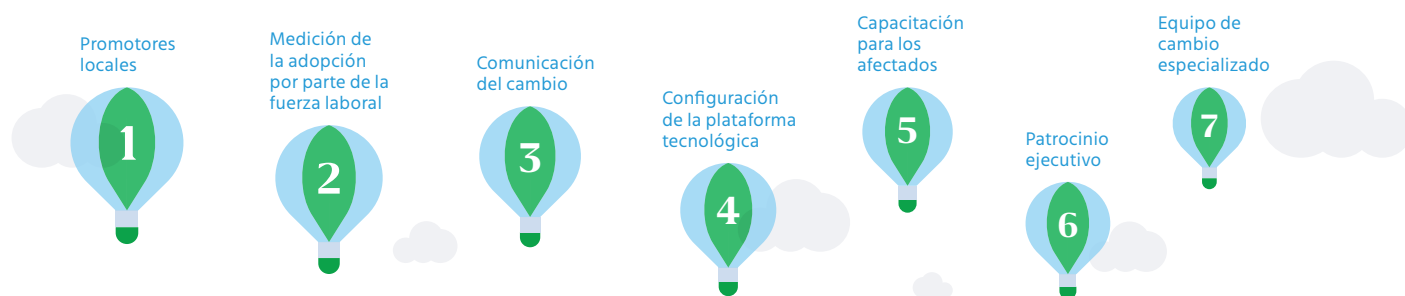 Promotores
locales
1
Medición de
la adopción
por parte de la
fuerza laboral
2
Comunicación
del cambio
3
Configuración
de la plataforma
tecnológica
4
Capacitación
para los
afectados
5
Patrocinio
ejecutivo
6
Equipo de
cambio
especializado
7